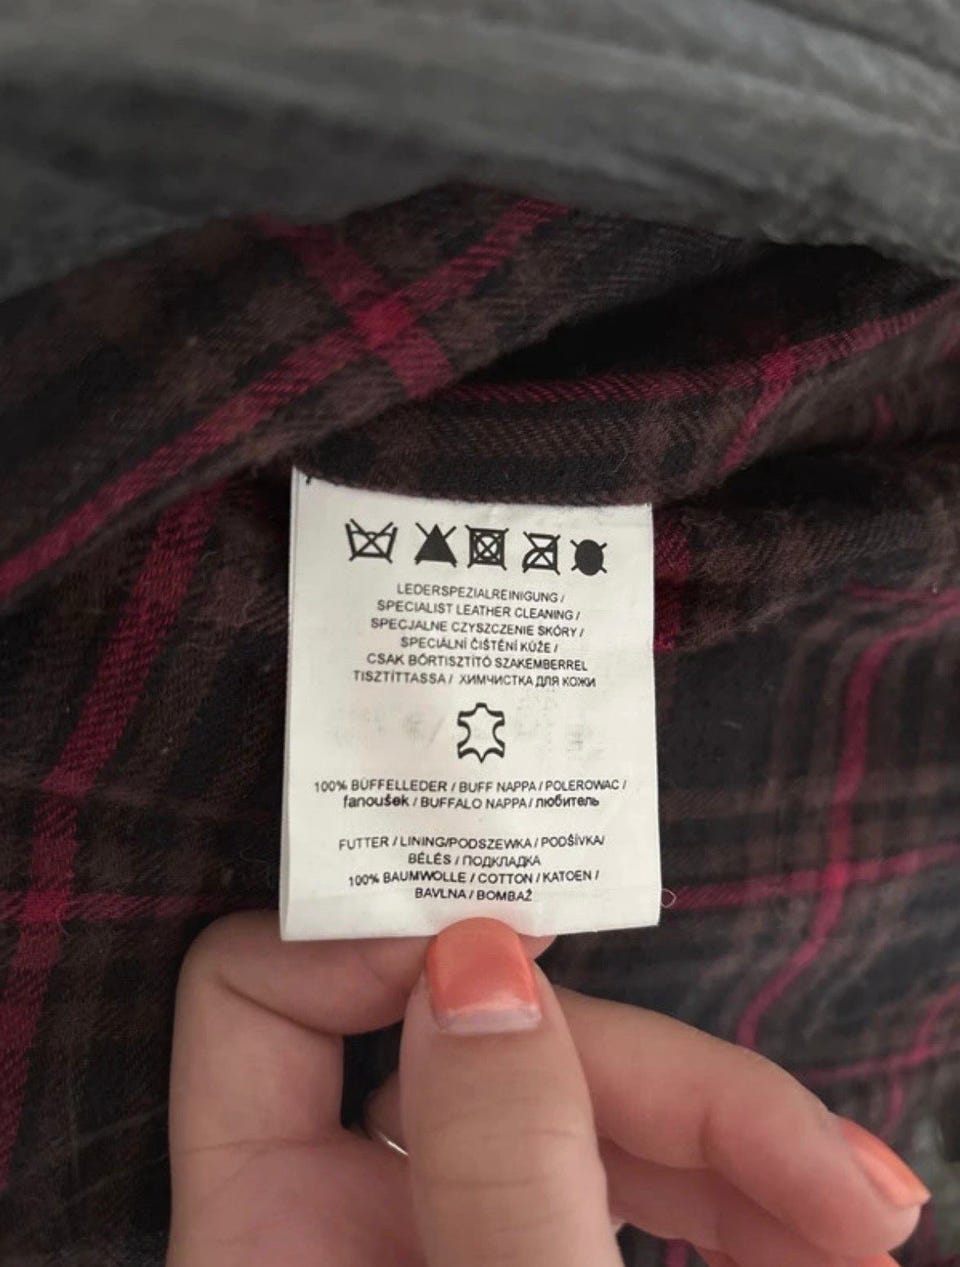 LEDERSPEZIALREINIGUNG /
SPECIALIST LEATHER CLEANING /
SPECJALNE CZYSZCZENIE SKÓRY /
SPECIÁLNÍ ČIŠTĚNÍ KŮŽE /
CSAK BŐRTISZTÍTÓ SZAKEMBERREL
TISZTÍTTASSA / ХИМЧИСТКА ДЛЯ КОЖИ
100% BÜFFELLEDER / BUFF NAPPA / POLEROWAC /
fanoušek / BUFFALO NAPPA / любитель
FUTTER / LINING/PODSZEWKA / PODŠÍVKA/
BÉLÉS / ПОДКЛАДКА
100% BAUMWOLLE / COTTON / KATOEN /
BAVLNA / BOMBAŽ